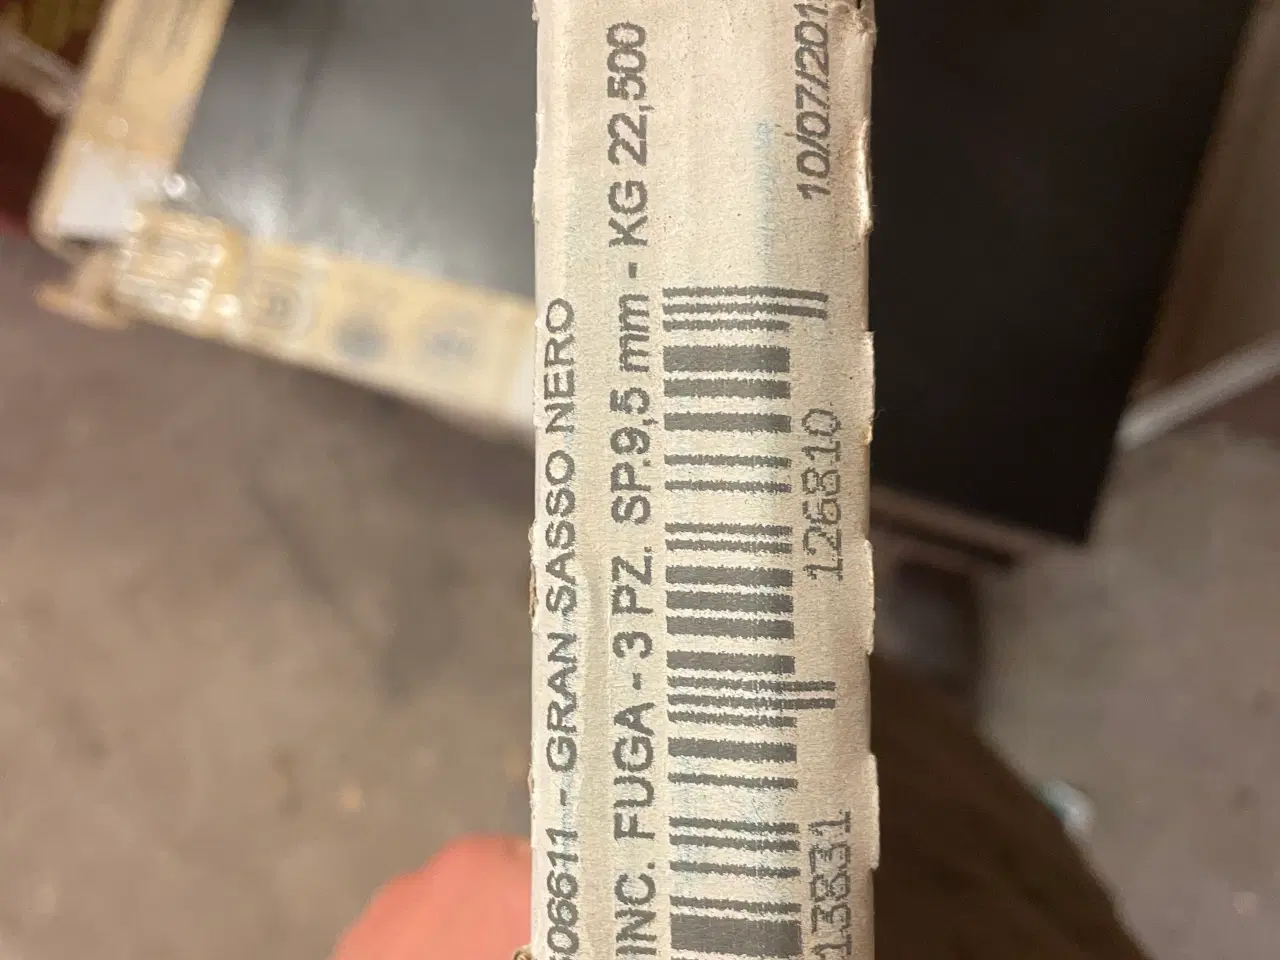 06611 - GRAN SASSO NERO
INC. FUGA - 3 PZ. SP.9,5 mm - KG 22,500
13831 126810
10/07/201